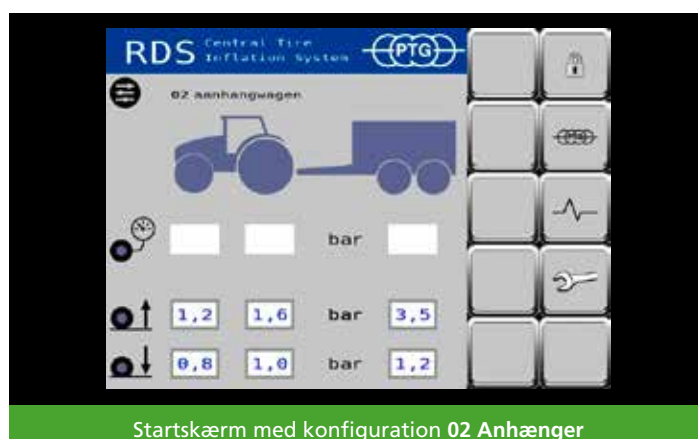 RDS Central Tire Inflation System PTG
02 aanhangwagen
PTG
bar
1,2 1,6 bar 3,5
0,8 1,0 bar 1,2
Startskærm med konfiguration 02 Anhænger